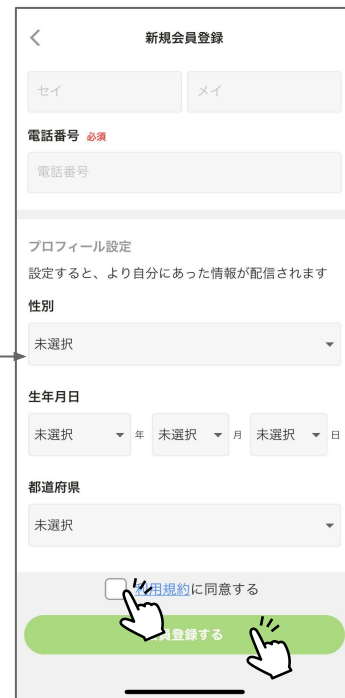 新規会員登録
セイ メイ
電話番号 必須
電話番号
プロフィール設定
設定すると、より自分にあった情報が配信されます
性別
未選択
生年月日
未選択 年 未選択 月 未選択 日
都道府県
未選択
利用規約に同意する
員登録する